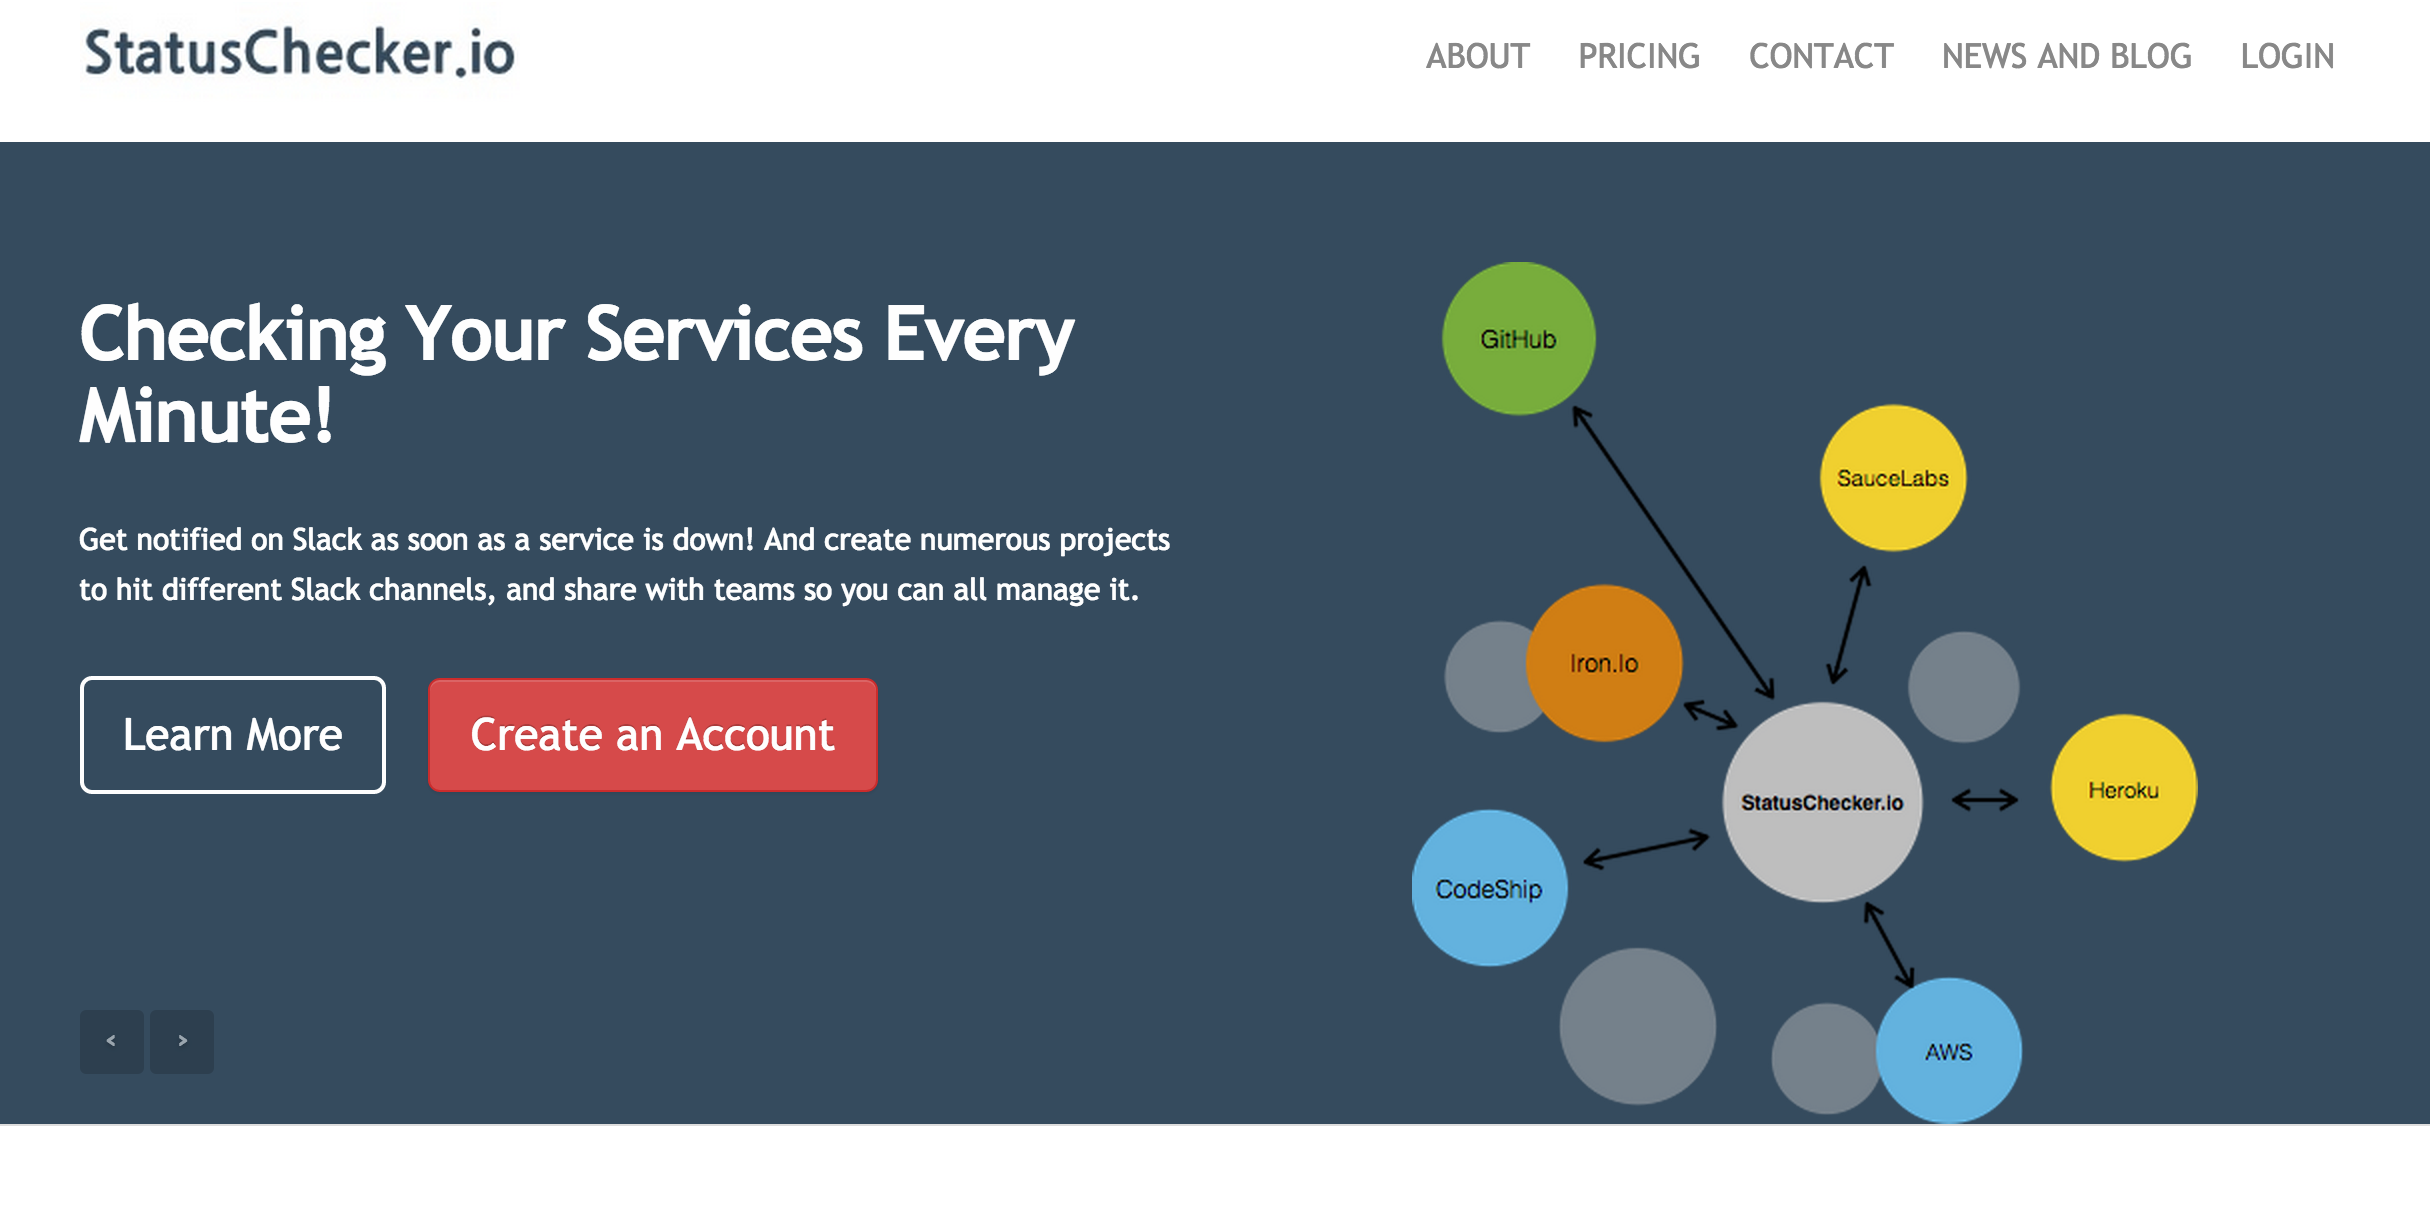 StatusChecker.io
ABOUT PRICING CONTACT NEWS AND BLOG LOGIN
Checking Your Services Every
Minute!
Get notified on Slack as soon as a service is down! And create numerous projects
to hit different Slack channels, and share with teams so you can all manage it.
Learn More
Create an Account
<
>
GitHub
SauceLabs
Iron.Io
StatusChecker.io
Heroku
CodeShip
AWS